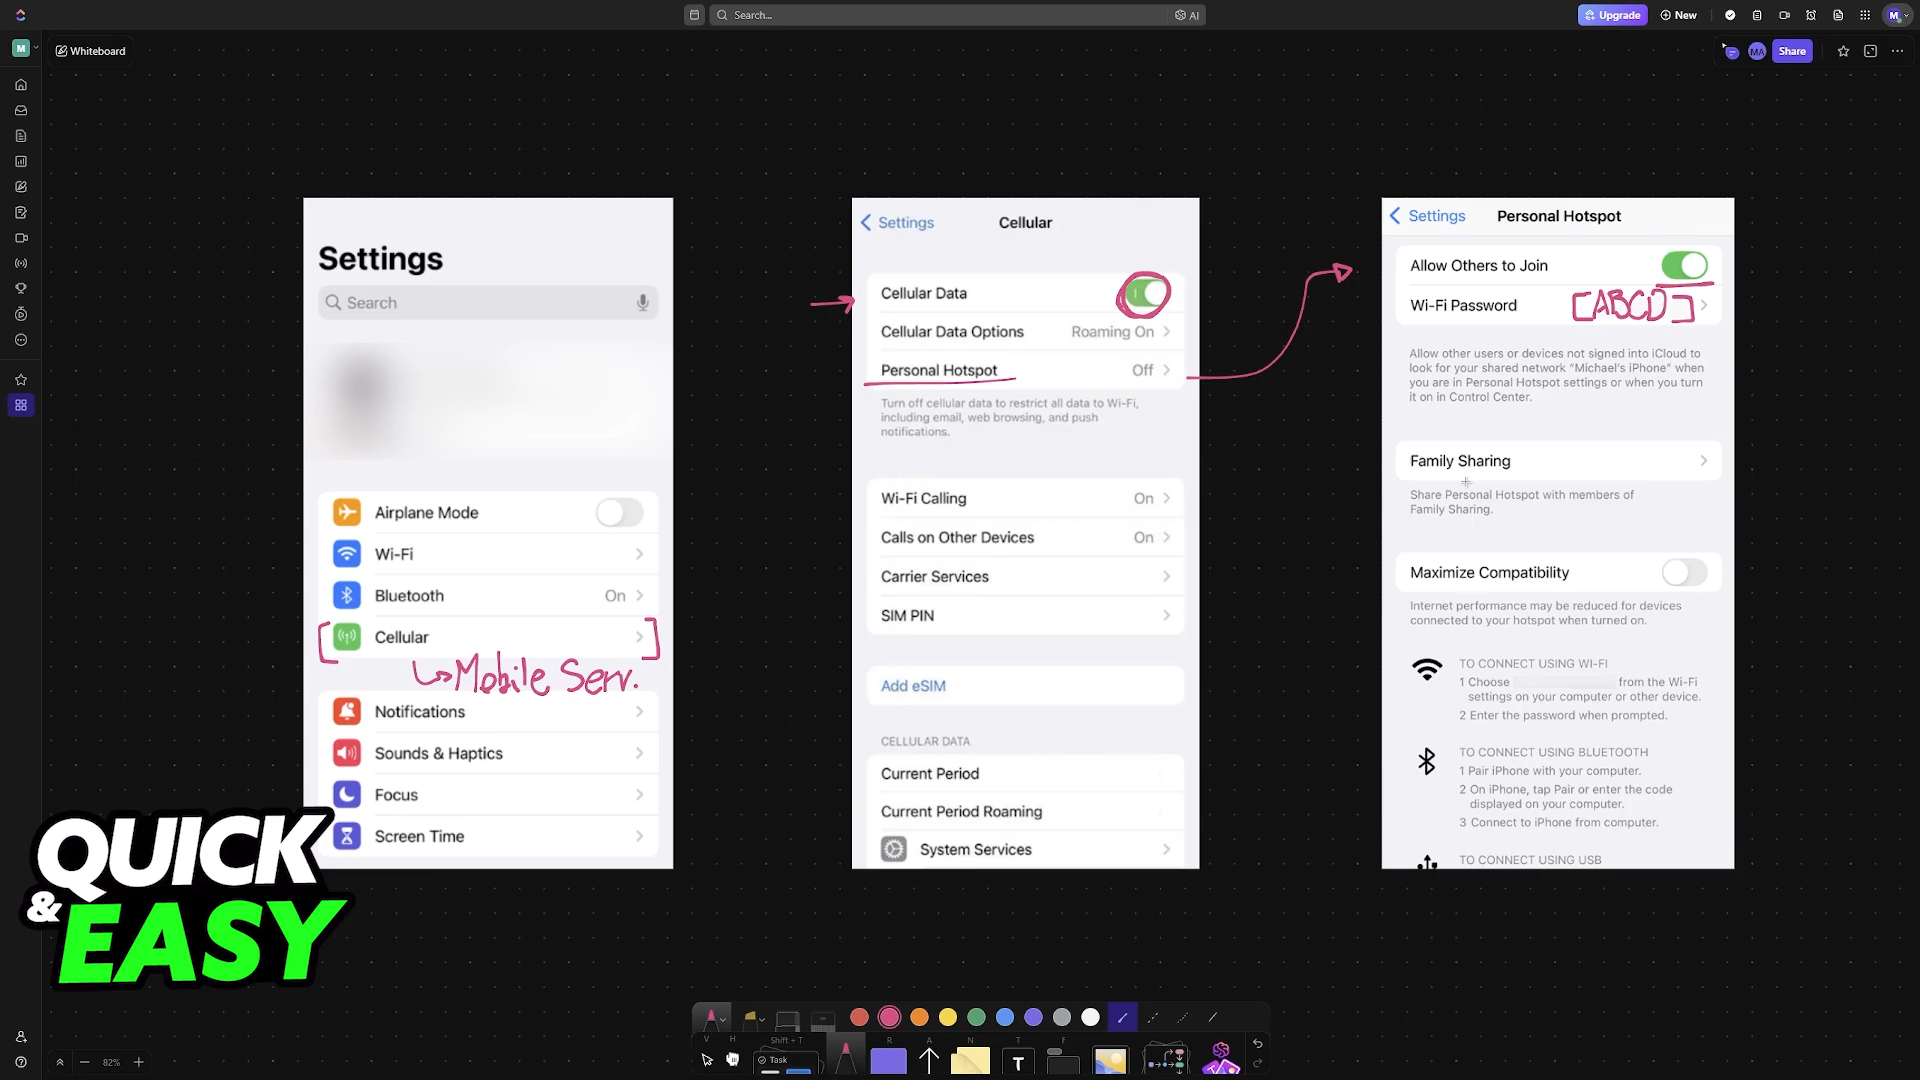 Search...
AI
Upgrade
New
M
M
Whiteboard
MA
Share
Settings
Search
Airplane Mode
Wi-Fi
Bluetooth
On
[Cellular]
↳Mobile Serv.
Notifications
Sounds & Haptics
Focus
Screen Time
Settings
Cellular
Cellular Data
Cellular Data Options
Roaming On
Personal Hotspot
Off
Turn off cellular data to restrict all data to Wi-Fi,
including email, web browsing, and push
notifications.
Wi-Fi Calling
On
Calls on Other Devices
On
Carrier Services
SIM PIN
Add eSIM
CELLULAR DATA
Current Period
Current Period Roaming
System Services
Settings
Personal Hotspot
Allow Others to Join
Wi-Fi Password
[ABCD]
Allow other users or devices not signed into iCloud to
look for your shared network “Michael's iPhone” when
you are in Personal Hotspot settings or when you turn
it on in Control Center.
Family Sharing
Share Personal Hotspot with members of
Family Sharing.
Maximize Compatibility
Internet performance may be reduced for devices
connected to your hotspot when turned on.
TO CONNECT USING WI-FI
1 Choose from the Wi-Fi
settings on your computer or other device.
2 Enter the password when prompted.
TO CONNECT USING BLUETOOTH
1 Pair iPhone with your computer.
2 On iPhone, tap Pair or enter the code
displayed on your computer.
3 Connect to iPhone from computer.
TO CONNECT USING USB
QUICK
&EASY
82%
V
H
Shift + T
R
A
N
T
F
Task
T